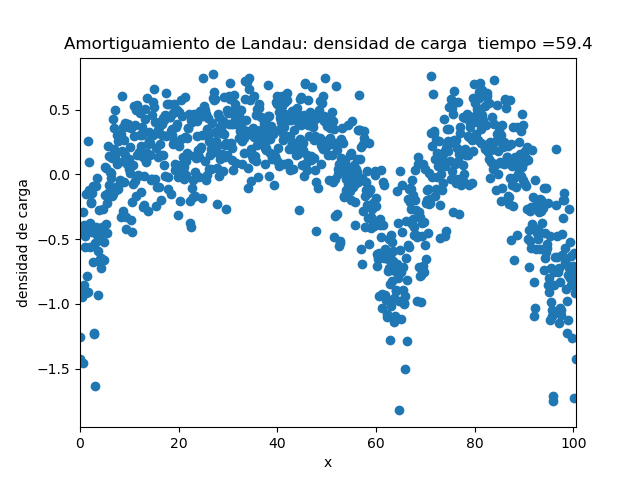 Amortiguamiento de Landau: densidad de carga  tiempo =59.4
densidad de carga
0.5
0.0
−0.5
−1.0
−1.5
0 20 40 60 80 100
x